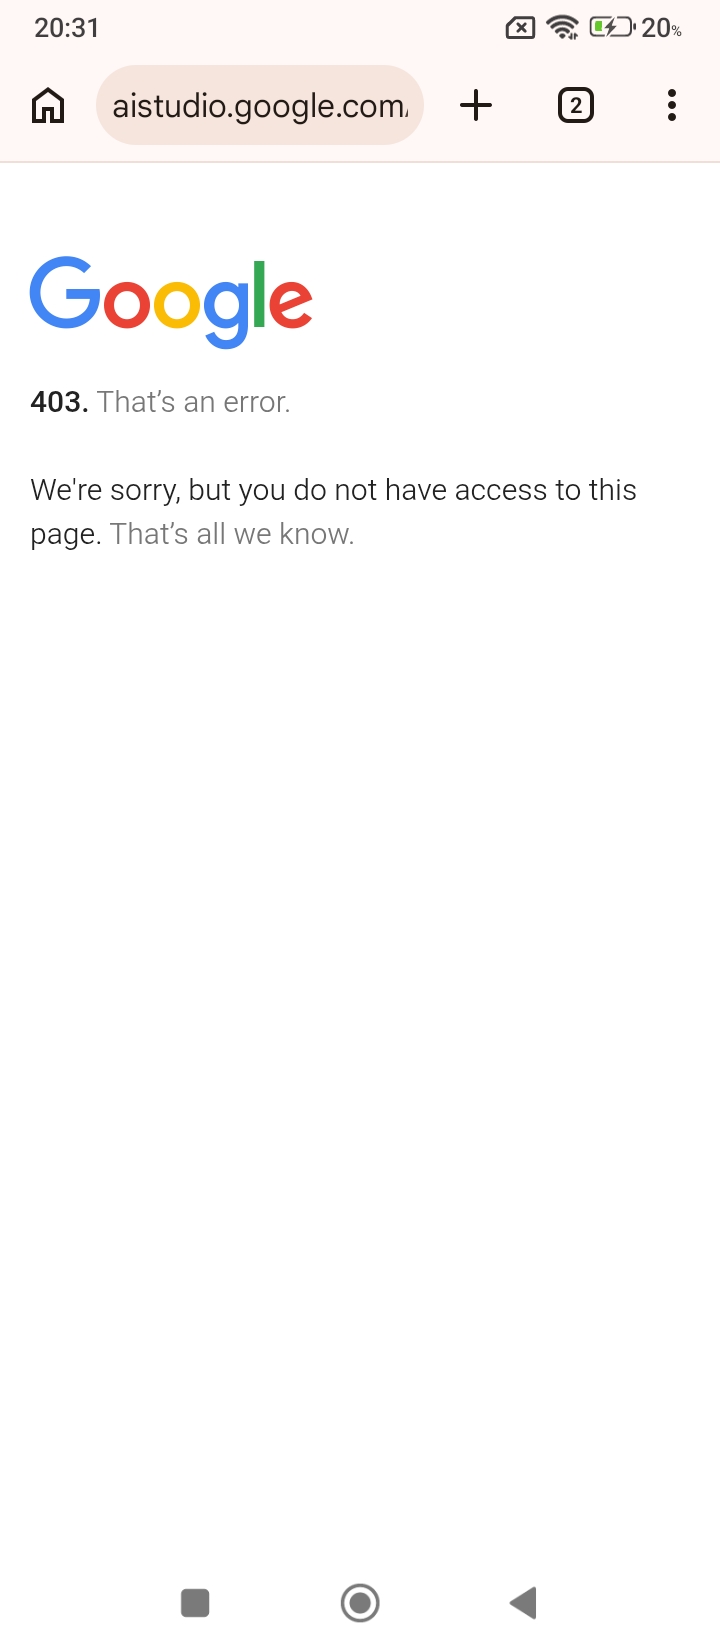 20:31
20%
aistudio.google.com/
2
Google
403. That’s an error.
We're sorry, but you do not have access to this
page. That’s all we know.